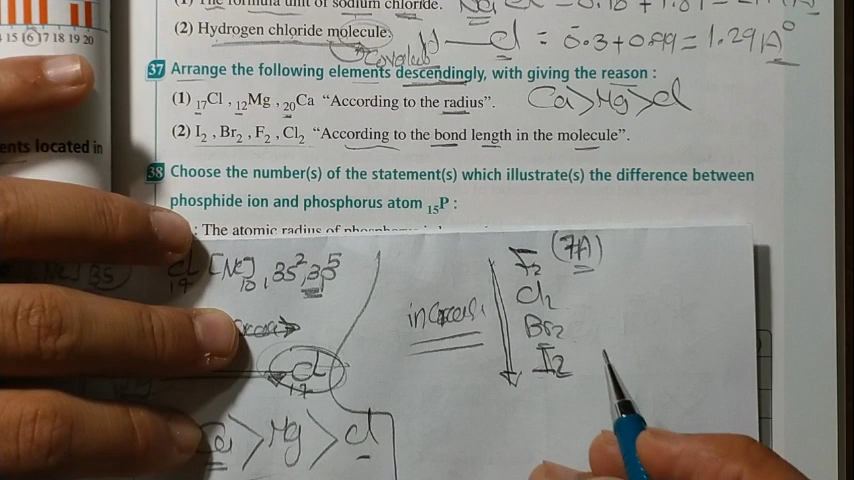 (1) The formula unit of sodium chloride.
15 16 17 18 19 20
(2) Hydrogen chloride molecule.
H — Cl = 0.3 + 0.99 = 1.29 A°
covalent
37 Arrange the following elements descendingly, with giving the reason :
(1) 17Cl , 12Mg , 20Ca "According to the radius". Ca > Mg > Cl
(2) I2 , Br2 , F2 , Cl2 "According to the bond length in the molecule".
ents located in
38 Choose the number(s) of the statement(s) which illustrate(s) the difference between
phosphide ion and phosphorus atom 15P :
: The atomic radius of
Cl 17 [Ne] 10, 3s2, 3p5
F2 (7A)
Cl2
increase
Br2
I2
Cl 17
Ca > Mg > Cl